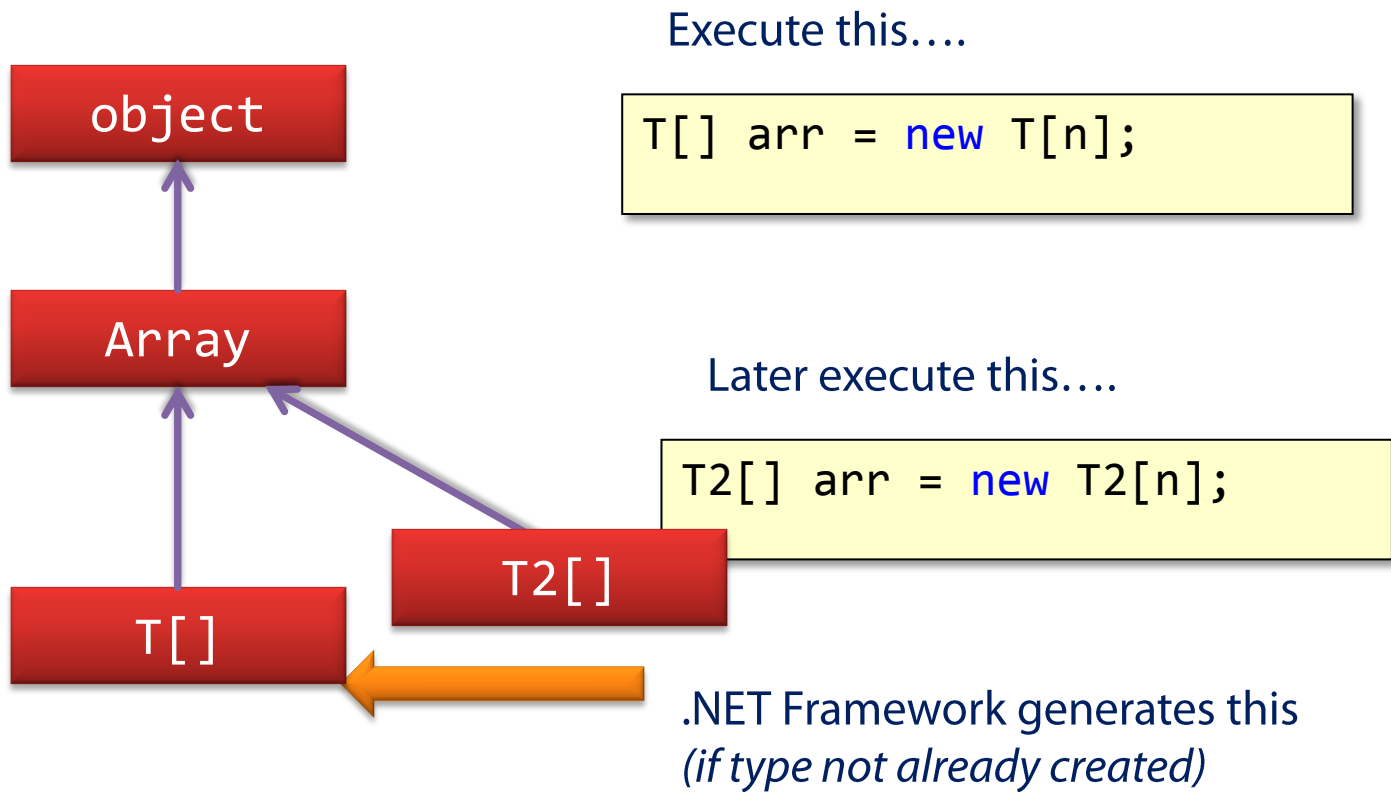 Execute this....
object
T[] arr = new T[n];
Array
Later execute this....
T2[] arr = new T2[n];
T2[]
T[]
.NET Framework generates this
(if type not already created)